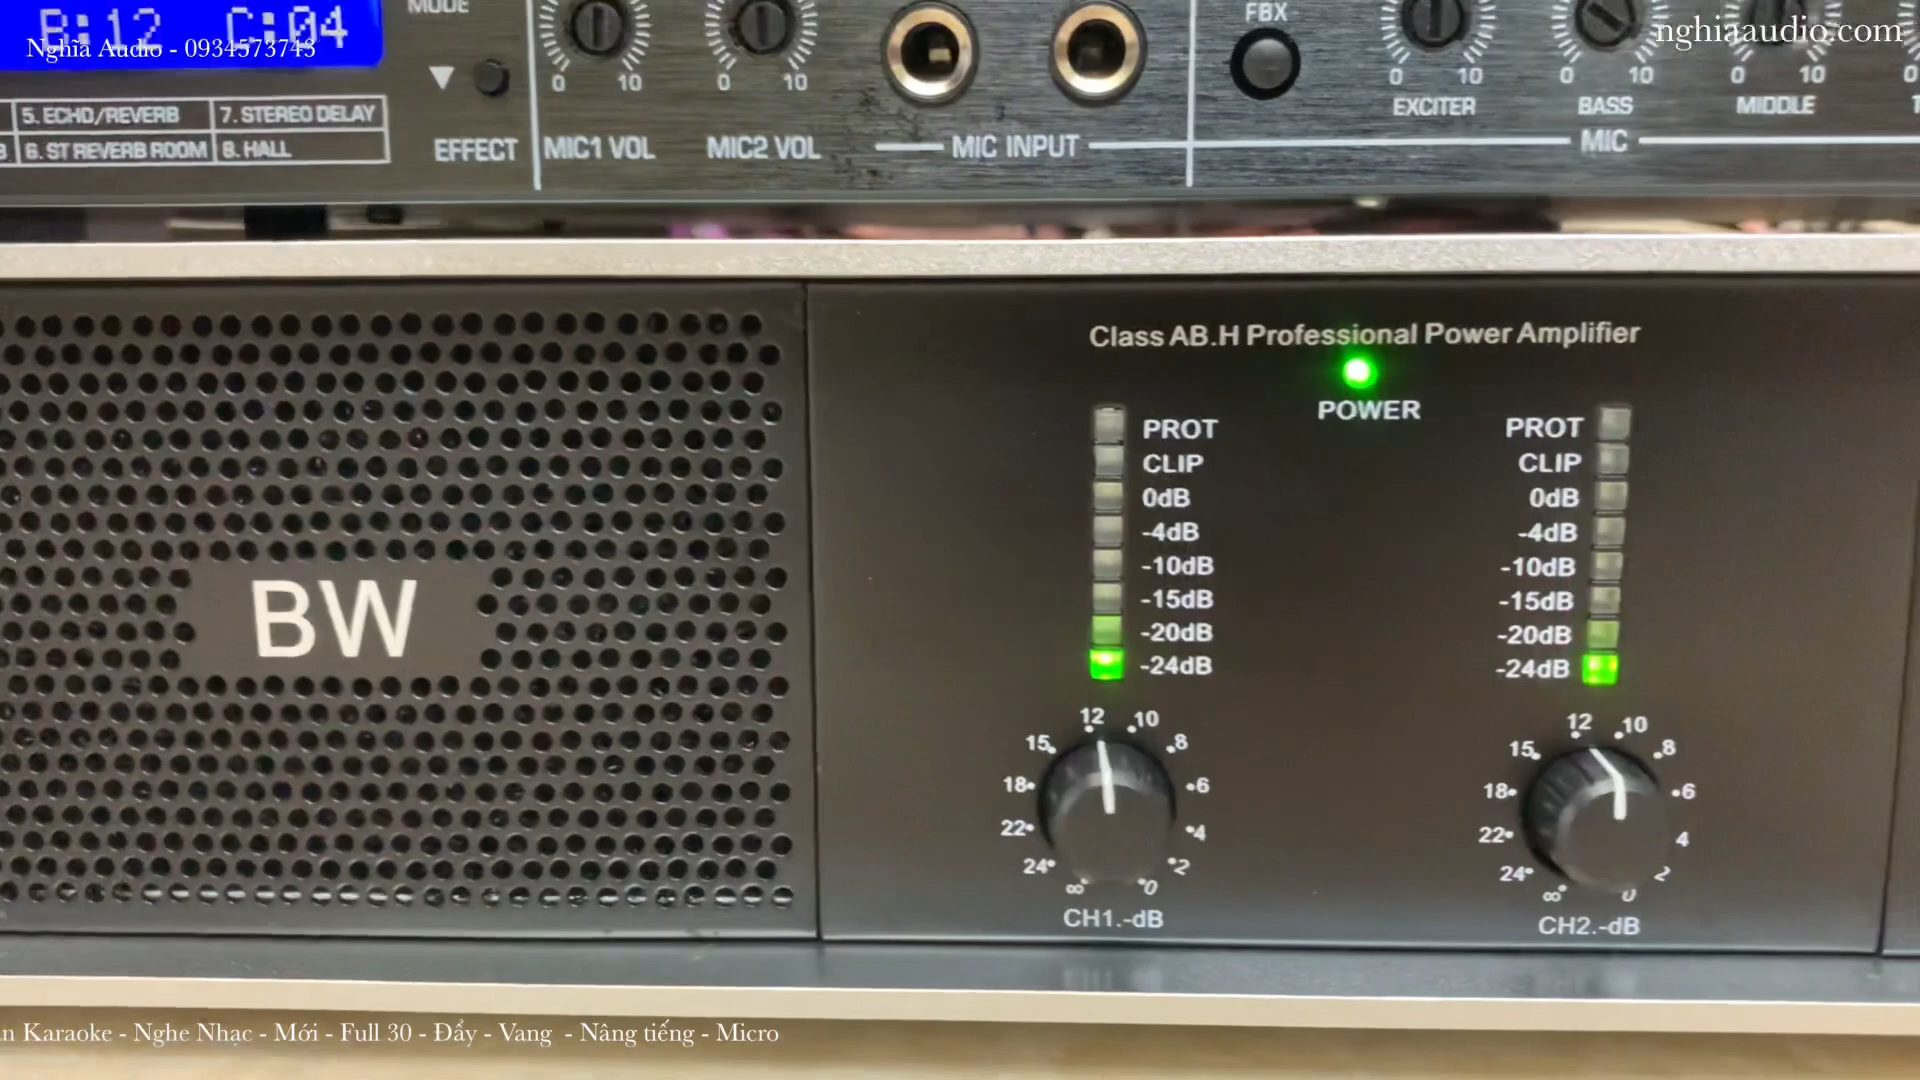 MODE
B:12 C:04
Nghĩa Audio - 0934573743
nghiaaudio.com
FBX
0 10
0 10
0 10
0 10
0 10
0
5. ECHO/REVERB 7. STEREO DELAY
6. ST REVERB ROOM 8. HALL
EFFECT
MIC1 VOL
MIC2 VOL
MIC INPUT
EXCITER
BASS
MIDDLE
MIC
Class AB.H Professional Power Amplifier
POWER
PROT
CLIP
0dB
-4dB
-10dB
-15dB
-20dB
-24dB
PROT
CLIP
0dB
-4dB
-10dB
-15dB
-20dB
-24dB
BW
12 10
15 8
18 6
22 4
24 2
∞ 0
CH1.-dB
12 10
15 8
18 6
22 4
24 2
∞ 0
CH2.-dB
Karaoke - Nghe Nhạc - Mới - Full 30 - Đẩy - Vang - Nâng tiếng - Micro